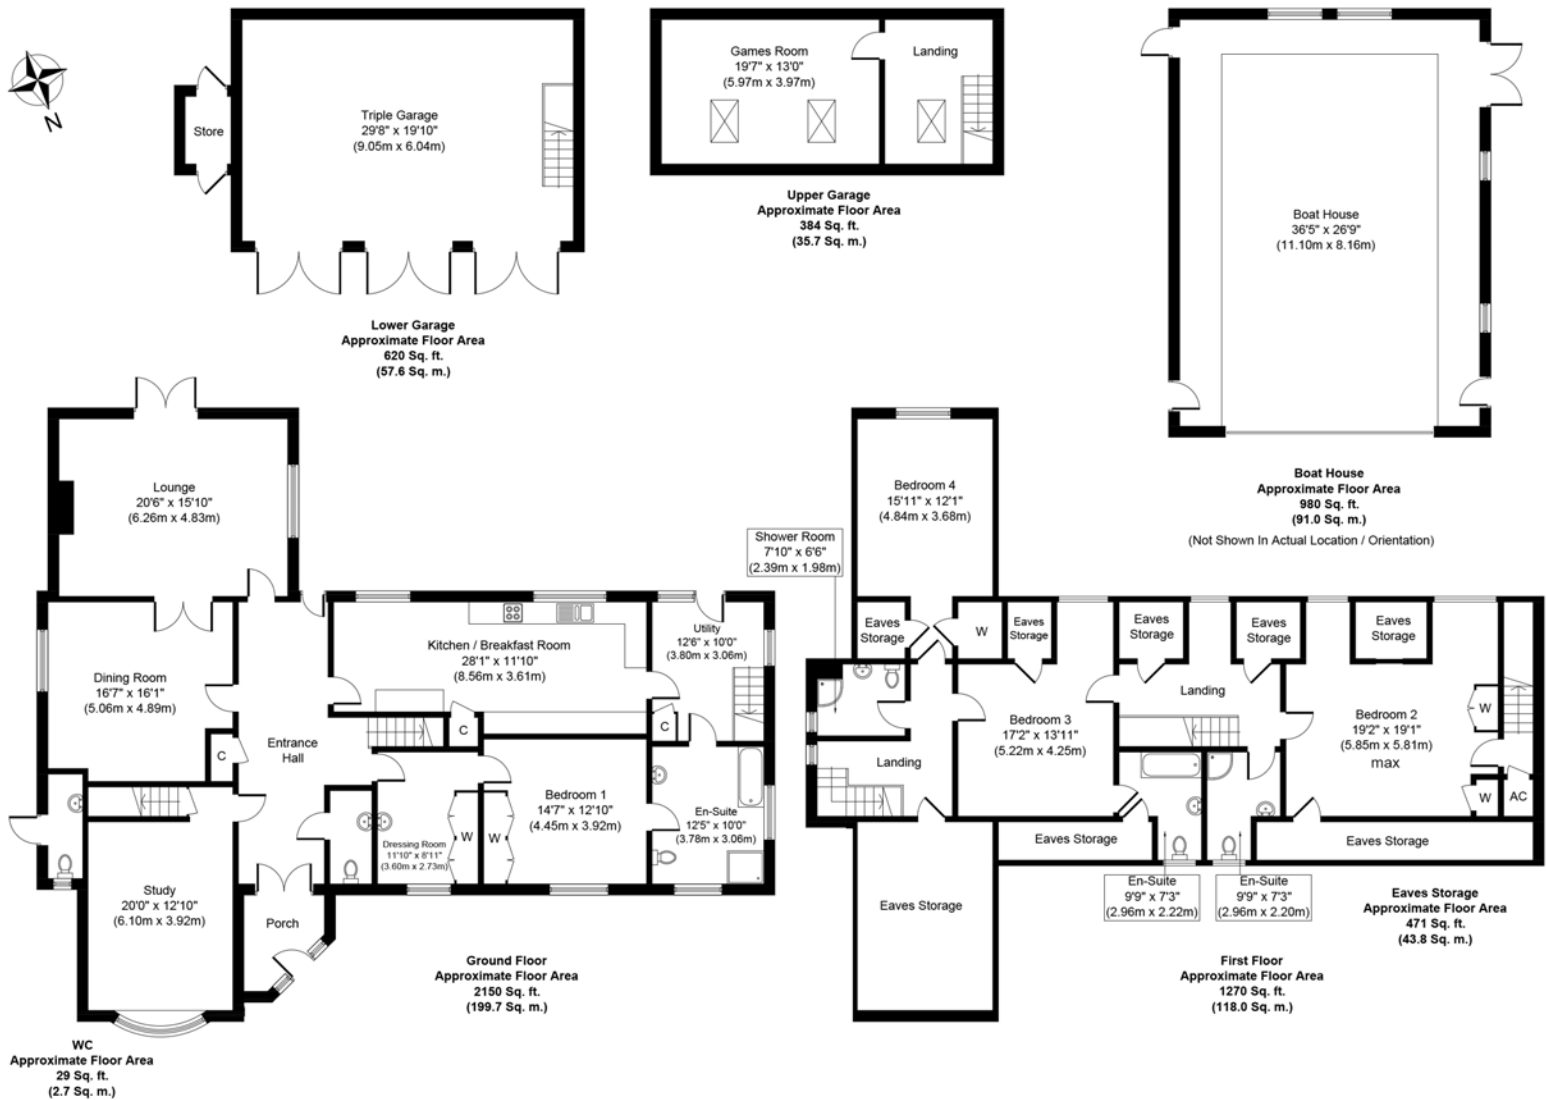 N
Store
Triple Garage
29'8" x 19'10"
(9.05m x 6.04m)
Lower Garage
Approximate Floor Area
620 Sq. ft.
(57.6 Sq. m.)
Games Room
19'7" x 13'0"
(5.97m x 3.97m)
Landing
Upper Garage
Approximate Floor Area
384 Sq. ft.
(35.7 Sq. m.)
Boat House
36'5" x 26'9"
(11.10m x 8.16m)
Boat House
Approximate Floor Area
980 Sq. ft.
(91.0 Sq. m.)
(Not Shown In Actual Location / Orientation)
Lounge
20'6" x 15'10"
(6.26m x 4.83m)
Dining Room
16'7" x 16'1"
(5.06m x 4.89m)
C
Entrance
Hall
Kitchen / Breakfast Room
28'1" x 11'10"
(8.56m x 3.61m)
C
Utility
12'6" x 10'0"
(3.80m x 3.06m)
C
Bedroom 1
14'7" x 12'10"
(4.45m x 3.92m)
W
W
Dressing Room
11'10" x 8'11"
(3.60m x 2.73m)
En-Suite
12'5" x 10'0"
(3.78m x 3.06m)
Study
20'0" x 12'10"
(6.10m x 3.92m)
Porch
Ground Floor
Approximate Floor Area
2150 Sq. ft.
(199.7 Sq. m.)
WC
Approximate Floor Area
29 Sq. ft.
(2.7 Sq. m.)
Bedroom 4
15'11" x 12'1"
(4.84m x 3.68m)
Shower Room
7'10" x 6'6"
(2.39m x 1.98m)
Eaves
Storage
W
Eaves
Storage
Eaves
Storage
Eaves
Storage
Eaves
Storage
Landing
Bedroom 3
17'2" x 13'11"
(5.22m x 4.25m)
Landing
Bedroom 2
19'2" x 19'1"
(5.85m x 5.81m)
max
W
W
AC
Eaves Storage
Eaves Storage
Eaves Storage
En-Suite
9'9" x 7'3"
(2.96m x 2.22m)
En-Suite
9'9" x 7'3"
(2.96m x 2.20m)
Eaves Storage
Approximate Floor Area
471 Sq. ft.
(43.8 Sq. m.)
First Floor
Approximate Floor Area
1270 Sq. ft.
(118.0 Sq. m.)